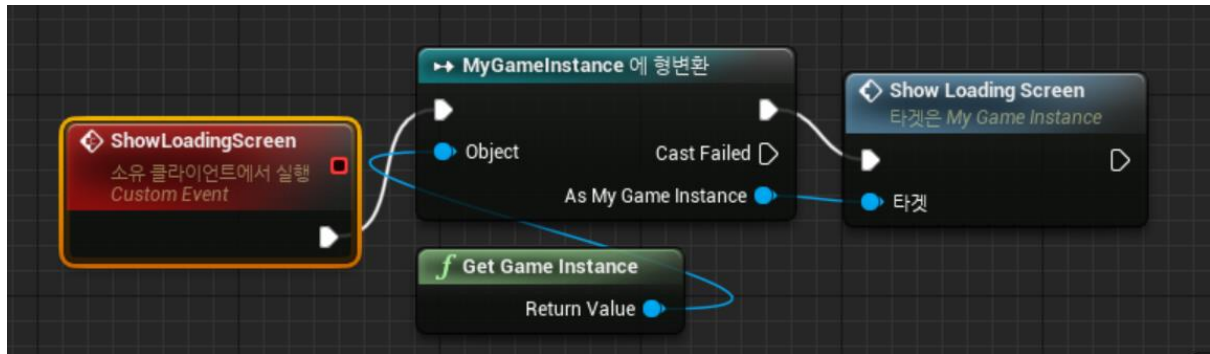 ShowLoadingScreen
소유 클라이언트에서 실행
Custom Event
MyGameInstance 에 형변환
Object
Cast Failed
As My Game Instance
Get Game Instance
Return Value
Show Loading Screen
타겟은 My Game Instance
타겟